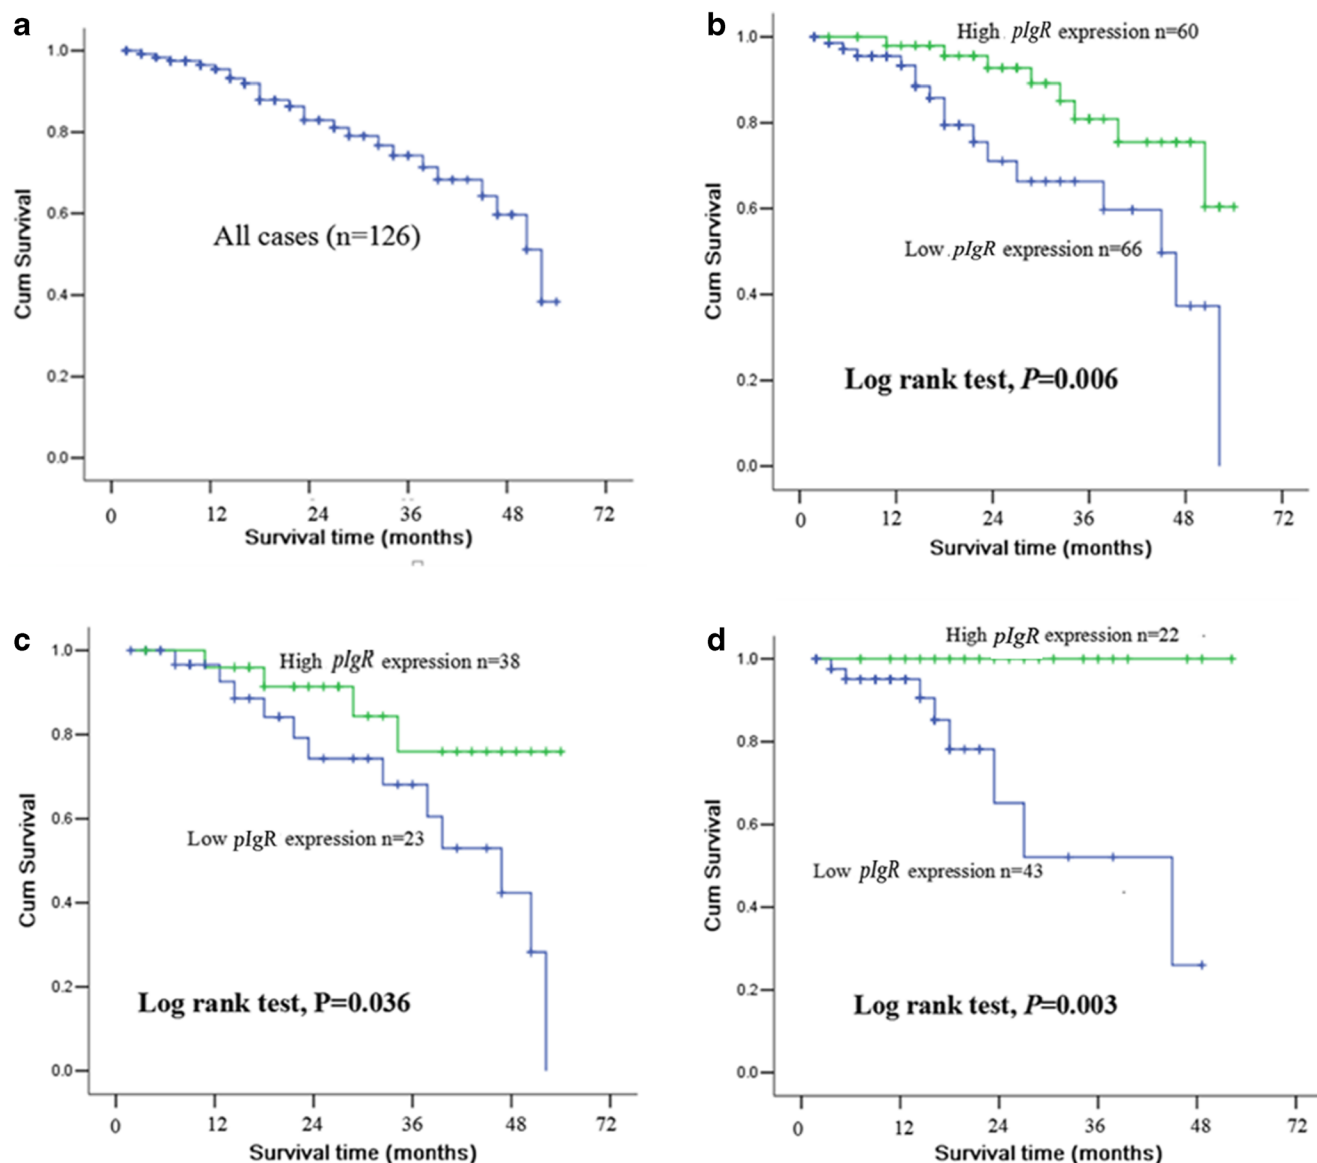 a
1.0
0.8
0.6
0.4
0.2
0.0
Cum Survival
All cases (n=126)
0 12 24 36 48 72
Survival time (months)
b
High pIgR expression n=60
1.0
0.8
0.6
0.4
0.2
0.0
Cum Survival
Low pIgR expression n=66
Log rank test, P=0.006
0 12 24 36 48 72
Survival time (months)
c
1.0
0.8
0.6
0.4
0.2
0.0
Cum Survival
High pIgR expression n=38
Low pIgR expression n=23
Log rank test, P=0.036
0 12 24 36 48 72
Survival time (months)
d
High pIgR expression n=22
1.0
0.8
0.6
0.4
0.2
0.0
Cum Survival
Low pIgR expression n=43
Log rank test, P=0.003
0 12 24 36 48 72
Survival time (months)